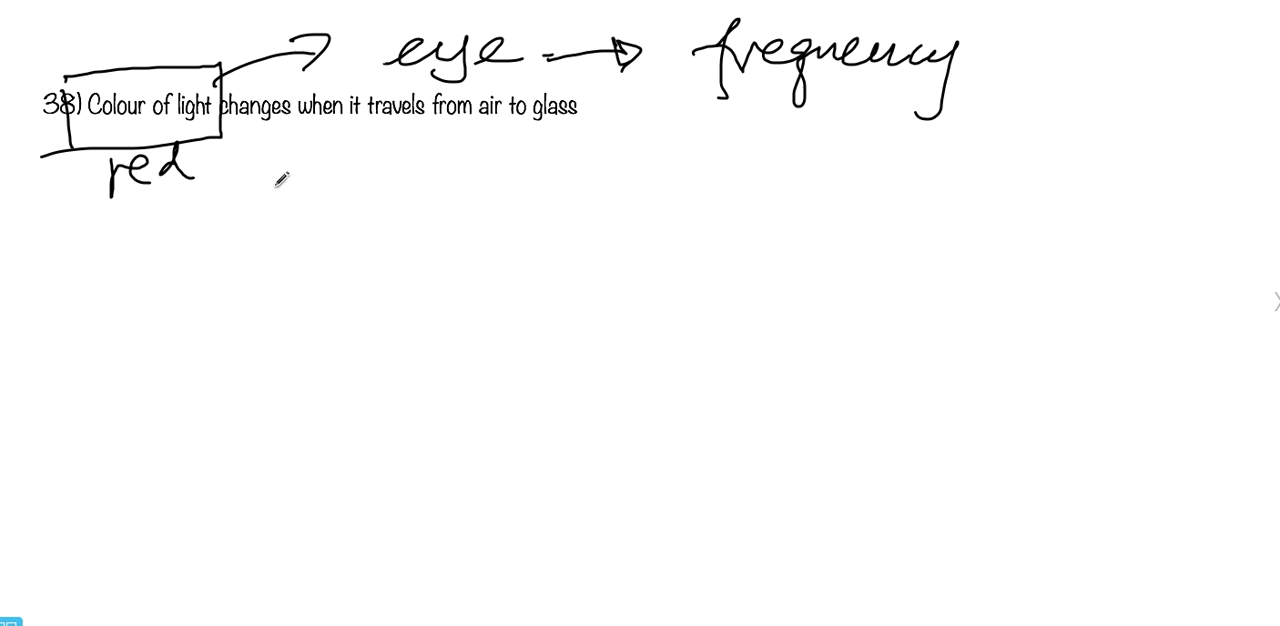 eye → frequency
38) Colour of light changes when it travels from air to glass
red